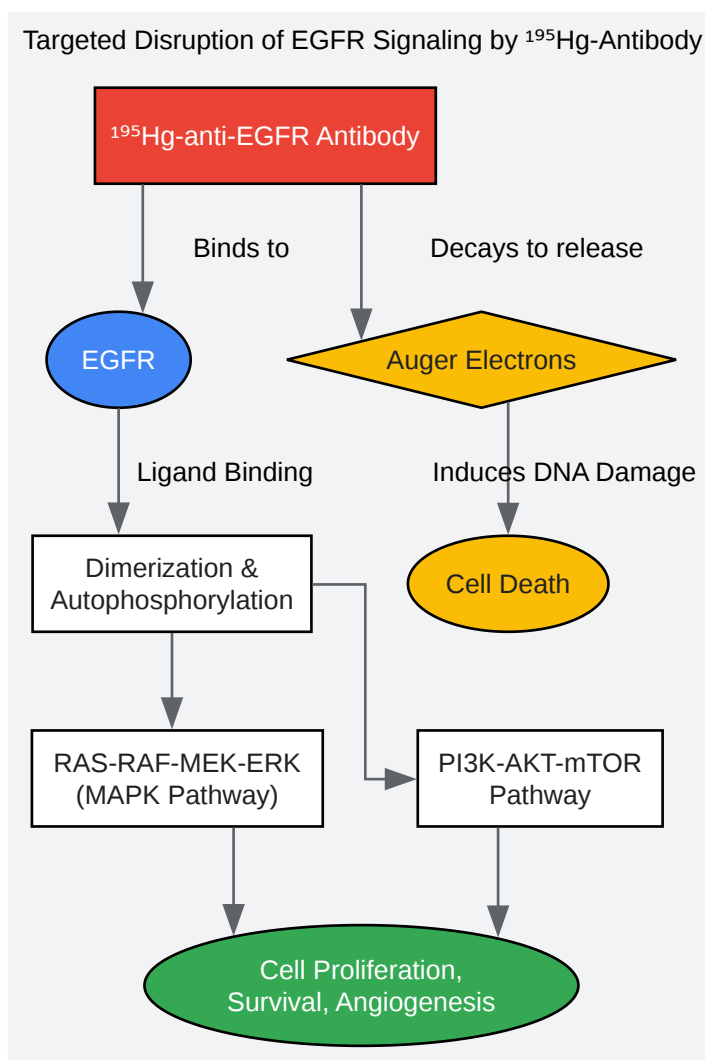 Targeted Disruption of EGFR Signaling by ¹⁹⁵Hg-Antibody
¹⁹⁵Hg-anti-EGFR Antibody
Binds to
Decays to release
EGFR
Auger Electrons
Ligand Binding
Induces DNA Damage
Dimerization &
Autophosphorylation
Cell Death
RAS-RAF-MEK-ERK
(MAPK Pathway)
PI3K-AKT-mTOR
Pathway
Cell Proliferation,
Survival, Angiogenesis